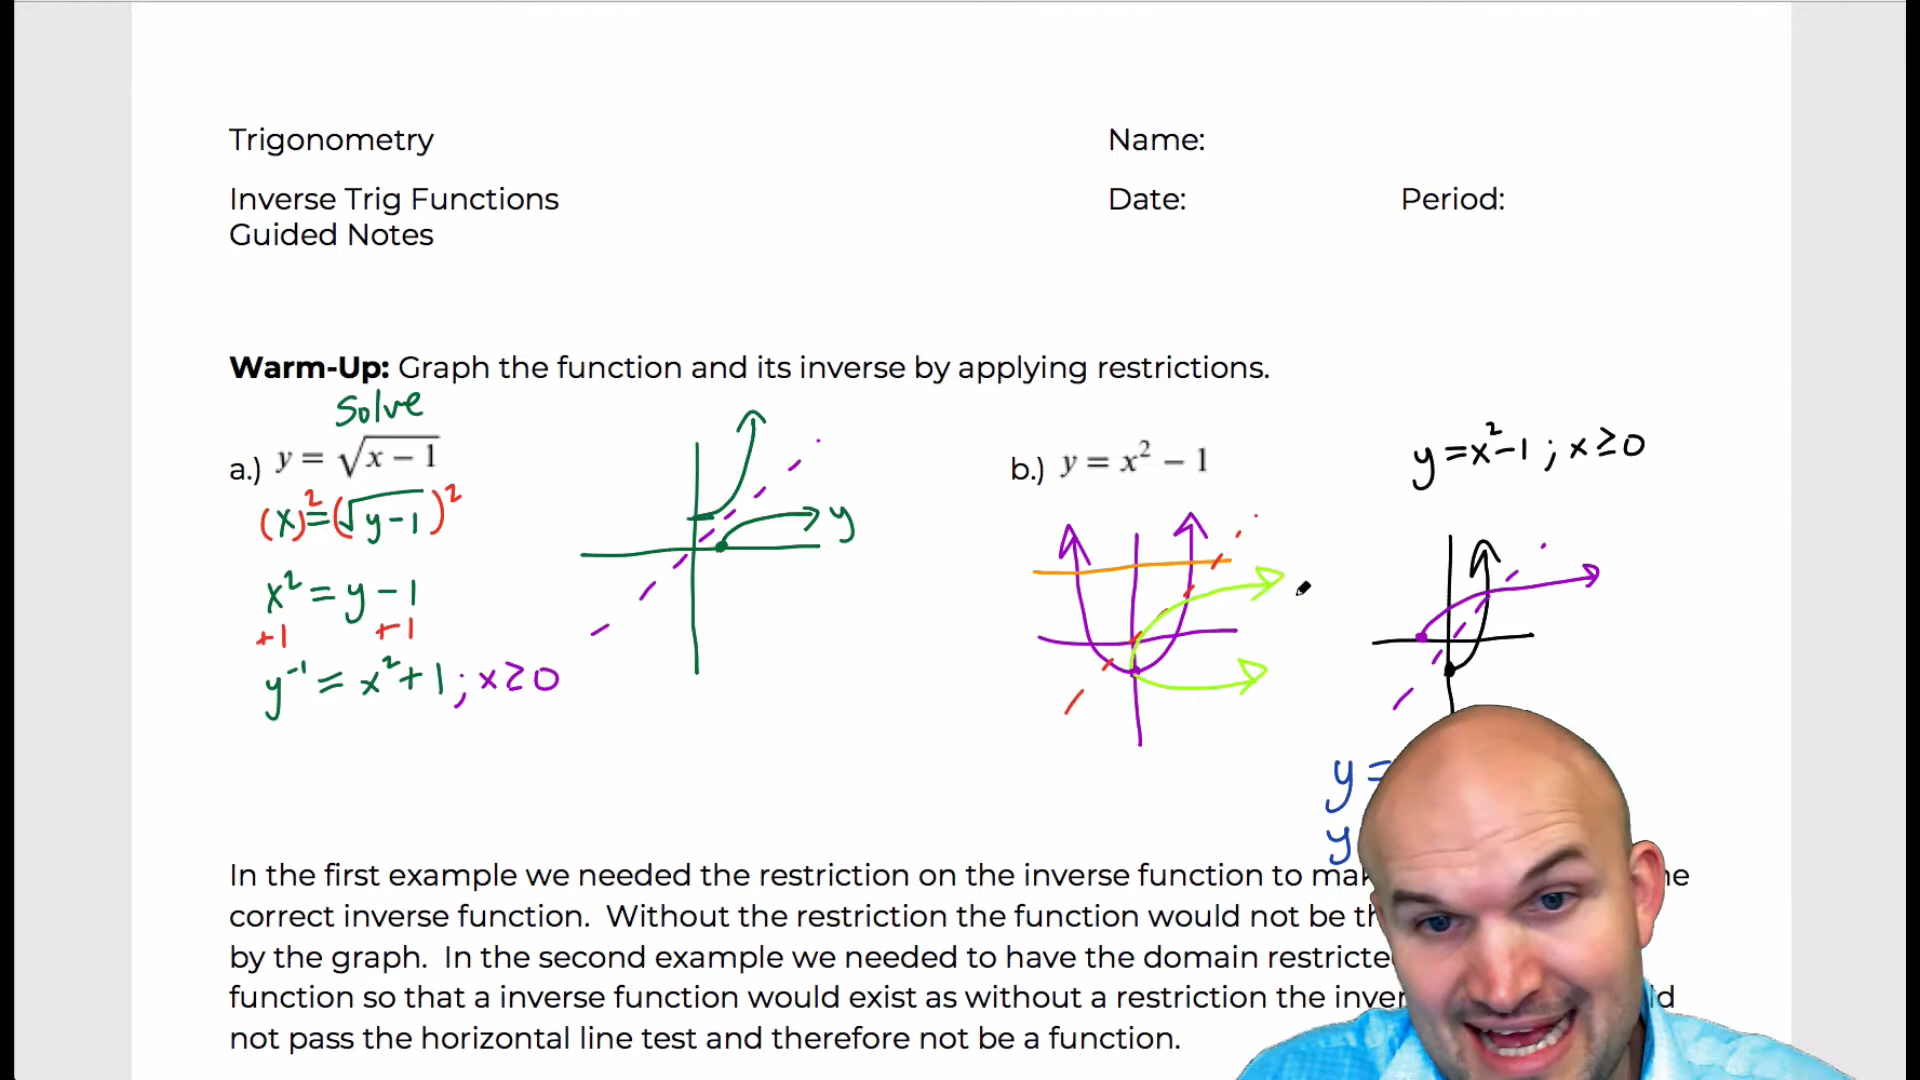 Trigonometry
Name:
Inverse Trig Functions
Date:
Period:
Guided Notes
Warm-Up: Graph the function and its inverse by applying restrictions.
Solve
a.) y = √(x − 1)
(x)² = (√y−1)²
x² = y − 1
+1 +1
y⁻¹ = x² + 1 ; x ≥ 0
y
b.) y = x² − 1
y = x² − 1 ; x ≥ 0
y =
y
In the first example we needed the restriction on the inverse function to
correct inverse function. Without the restriction the function would not be
by the graph. In the second example we needed to have the domain
function so that a inverse function would exist as without a restriction the
not pass the horizontal line test and therefore not be a function.